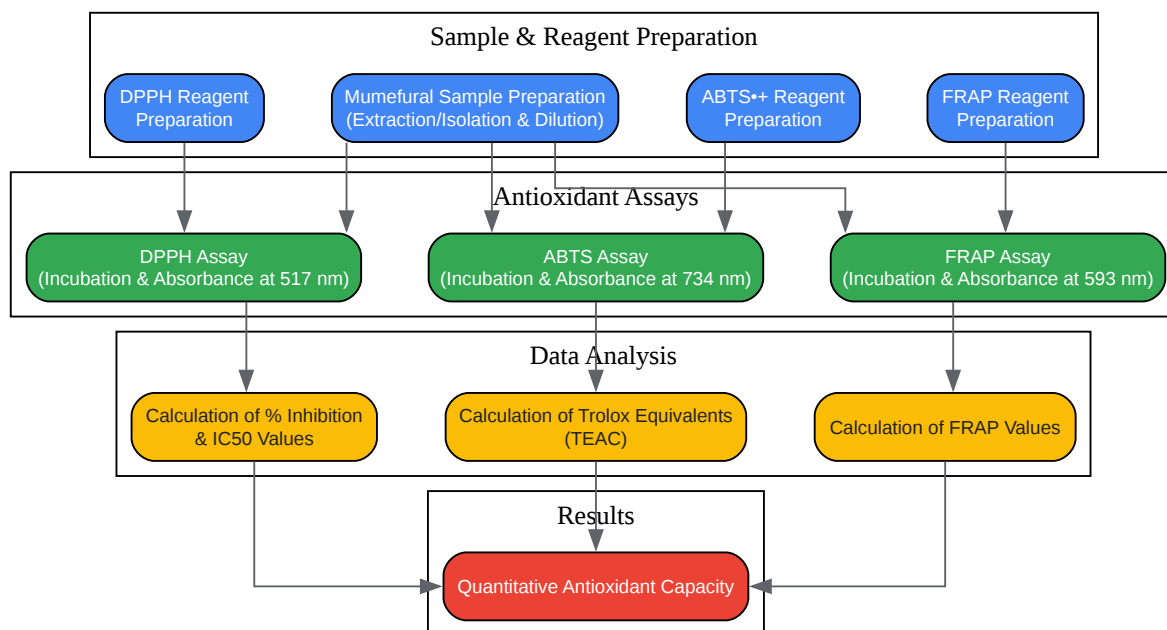 Sample & Reagent Preparation
DPPH Reagent
Preparation
Mumefural Sample Preparation
(Extraction/Isolation & Dilution)
ABTS•+ Reagent
Preparation
FRAP Reagent
Preparation
Antioxidant Assays
DPPH Assay
(Incubation & Absorbance at 517 nm)
ABTS Assay
(Incubation & Absorbance at 734 nm)
FRAP Assay
(Incubation & Absorbance at 593 nm)
Data Analysis
Calculation of % Inhibition
& IC50 Values
Calculation of Trolox Equivalents
(TEAC)
Calculation of FRAP Values
Results
Quantitative Antioxidant Capacity